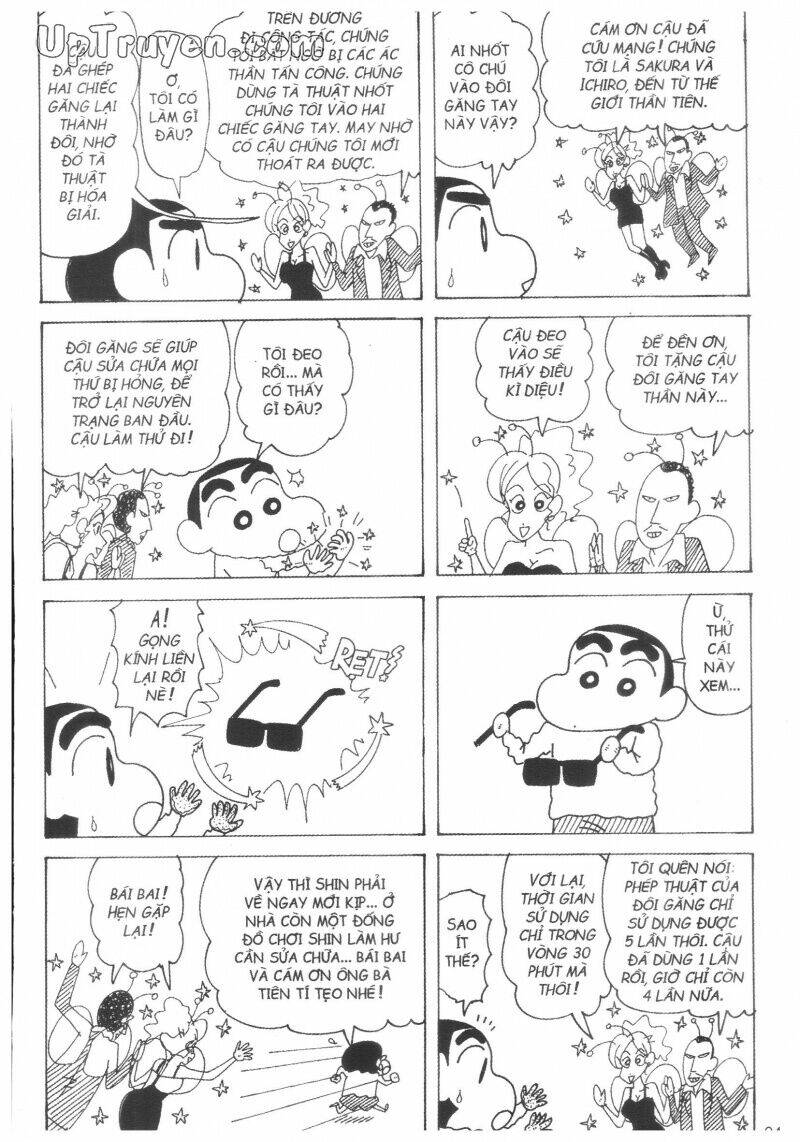 UpTruyen.com
CÁM ƠN CẬU ĐÃ
CỨU MẠNG! CHÚNG
TÔI LÀ SAKURA VÀ
ICHIRO, ĐẾN TỪ THẾ
GIỚI THẦN TIÊN.
AI NHỐT
CÔ CHÚ
VÀO ĐÔI
GĂNG TAY
NÀY VẬY?
TRÊN ĐƯƠNG
ĐI CÔNG TÁC, CHÚNG
TÔI BẤT NGỜ BỊ CÁC ÁC
THẦN TẤN CÔNG. CHÚNG
DÙNG TÀ THUẬT NHỐT
CHÚNG TÔI VÀO HAI
CHIẾC GĂNG TAY. MAY NHỜ
CÓ CẬU CHÚNG TÔI MỚI
THOÁT RA ĐƯỢC.
Ơ,
TÔI CÓ
LÀM GÌ
ĐÂU?
ĐÃ GHÉP
HAI CHIẾC
GĂNG LẠI
THÀNH
ĐÔI, NHỜ
ĐÓ TÀ
THUẬT
BỊ HÓA
GIẢI.
ĐỂ ĐỀN ƠN,
TÔI TẶNG CẬU
ĐÔI GĂNG TAY
THẦN NÀY...
CẬU ĐEO
VÀO SẼ
THẤY ĐIỀU
KÌ DIỆU!
TÔI ĐEO
RỒI... MÀ
CÓ THẤY
GÌ ĐÂU?
ĐÔI GĂNG SẼ GIÚP
CẬU SỬA CHỮA MỌI
THỨ BỊ HỎNG, ĐỂ
TRỞ LẠI NGUYÊN
TRẠNG BAN ĐẦU.
CẬU LÀM THỬ ĐI!
Ừ,
THỬ
CÁI
NÀY
XEM...
RẸT!
A!
GỌNG
KÍNH LIỀN
LẠI RỒI
NÈ!
TÔI QUÊN NÓI:
PHÉP THUẬT CỦA
ĐÔI GĂNG CHỈ
SỬ DỤNG ĐƯỢC
5 LẦN THÔI. CẬU
ĐÃ DÙNG 1 LẦN
RỒI, GIỜ CHỈ CÒN
4 LẦN NỮA.
VỚI LẠI,
THỜI GIAN
SỬ DỤNG
CHỈ TRONG
VÒNG 30
PHÚT MÀ
THÔI!
SAO
ÍT
THẾ?
VẬY THÌ SHIN PHẢI
VỀ NGAY MỚI KỊP... Ở
NHÀ CÒN MỘT ĐỐNG
ĐỒ CHƠI SHIN LÀM HƯ
CẦN SỬA CHỮA... BÁI BAI
VÀ CÁM ƠN ÔNG BÀ
TIÊN TÍ TẸO NHÉ!
BÁI BAI!
HẸN GẶP
LẠI!